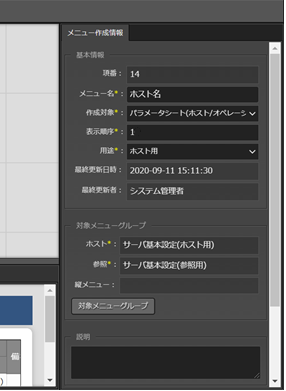 メニュー作成情報
基本情報
項番： 14
メニュー名*： ホスト名
作成対象*： パラメータシート(ホスト/オペレーシ
表示順序*： 1
用途*： ホスト用
最終更新日時： 2020-09-11 15:11:30
最終更新者： システム管理者
対象メニューグループ
ホスト*： サーバ基本設定(ホスト用)
参照*： サーバ基本設定(参照用)
縦メニュー：
対象メニューグループ
説明
備